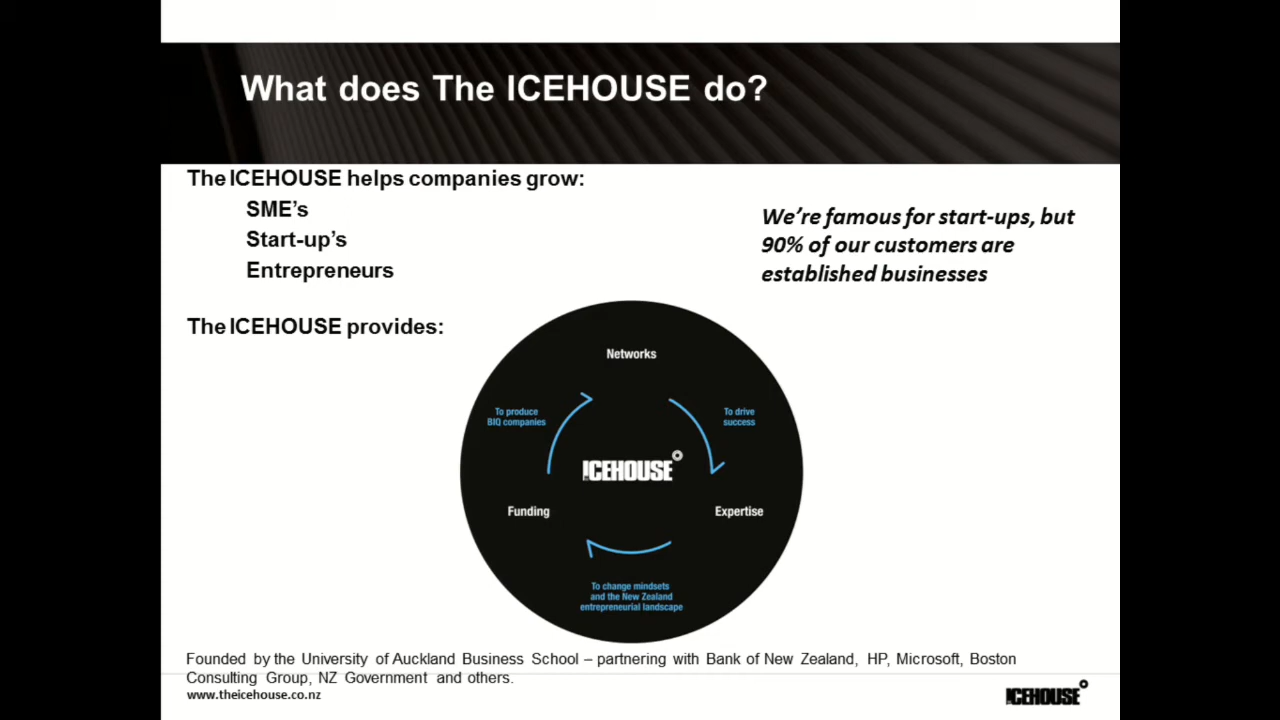 What does The ICEHOUSE do?
The ICEHOUSE helps companies grow:
SME's
Start-up's
Entrepreneurs
We're famous for start-ups, but
90% of our customers are
established businesses
The ICEHOUSE provides:
Networks
To produce
BIQ companies
To drive
success
ICEHOUSE
Funding
Expertise
To change mindsets
and the New Zealand
entrepreneurial landscape
Founded by the University of Auckland Business School – partnering with Bank of New Zealand, HP, Microsoft, Boston
Consulting Group, NZ Government and others.
www.theicehouse.co.nz
ICEHOUSE